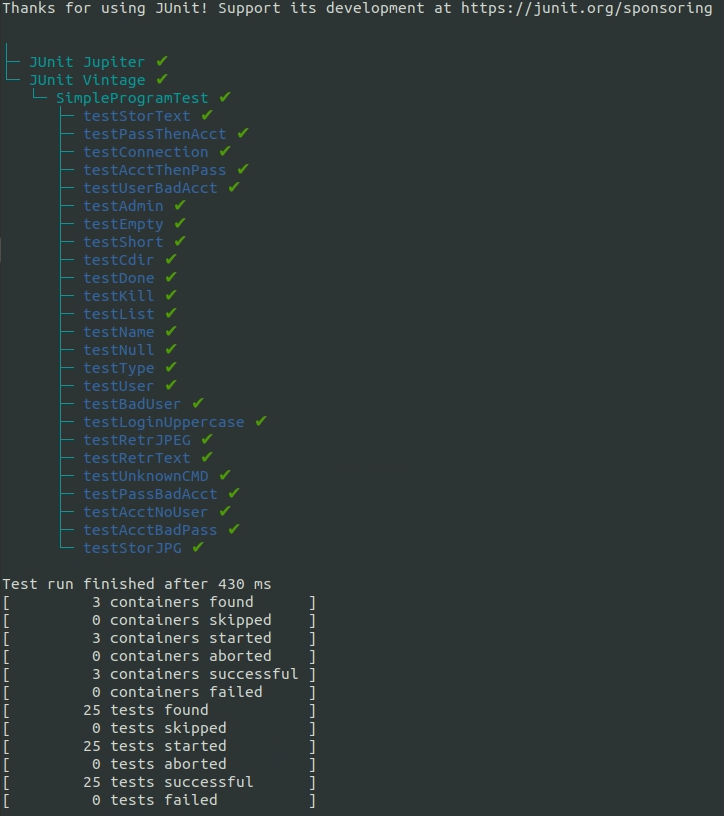 Thanks for using JUnit! Support its development at https://junit.org/sponsoring
JUnit Jupiter ✔
JUnit Vintage ✔
SimpleProgramTest ✔
testStorText ✔
testPassThenAcct ✔
testConnection ✔
testAcctThenPass ✔
testUserBadAcct ✔
testAdmin ✔
testEmpty ✔
testShort ✔
testCdir ✔
testDone ✔
testKill ✔
testList ✔
testName ✔
testNull ✔
testType ✔
testUser ✔
testBadUser ✔
testLoginUppercase ✔
testRetrJPEG ✔
testRetrText ✔
testUnknownCMD ✔
testPassBadAcct ✔
testAcctNoUser ✔
testAcctBadPass ✔
testStorJPG ✔
Test run finished after 430 ms
[         3 containers found      ]
[         0 containers skipped    ]
[         3 containers started    ]
[         0 containers aborted    ]
[         3 containers successful ]
[         0 containers failed     ]
[        25 tests found           ]
[         0 tests skipped         ]
[        25 tests started         ]
[         0 tests aborted         ]
[        25 tests successful      ]
[         0 tests failed          ]